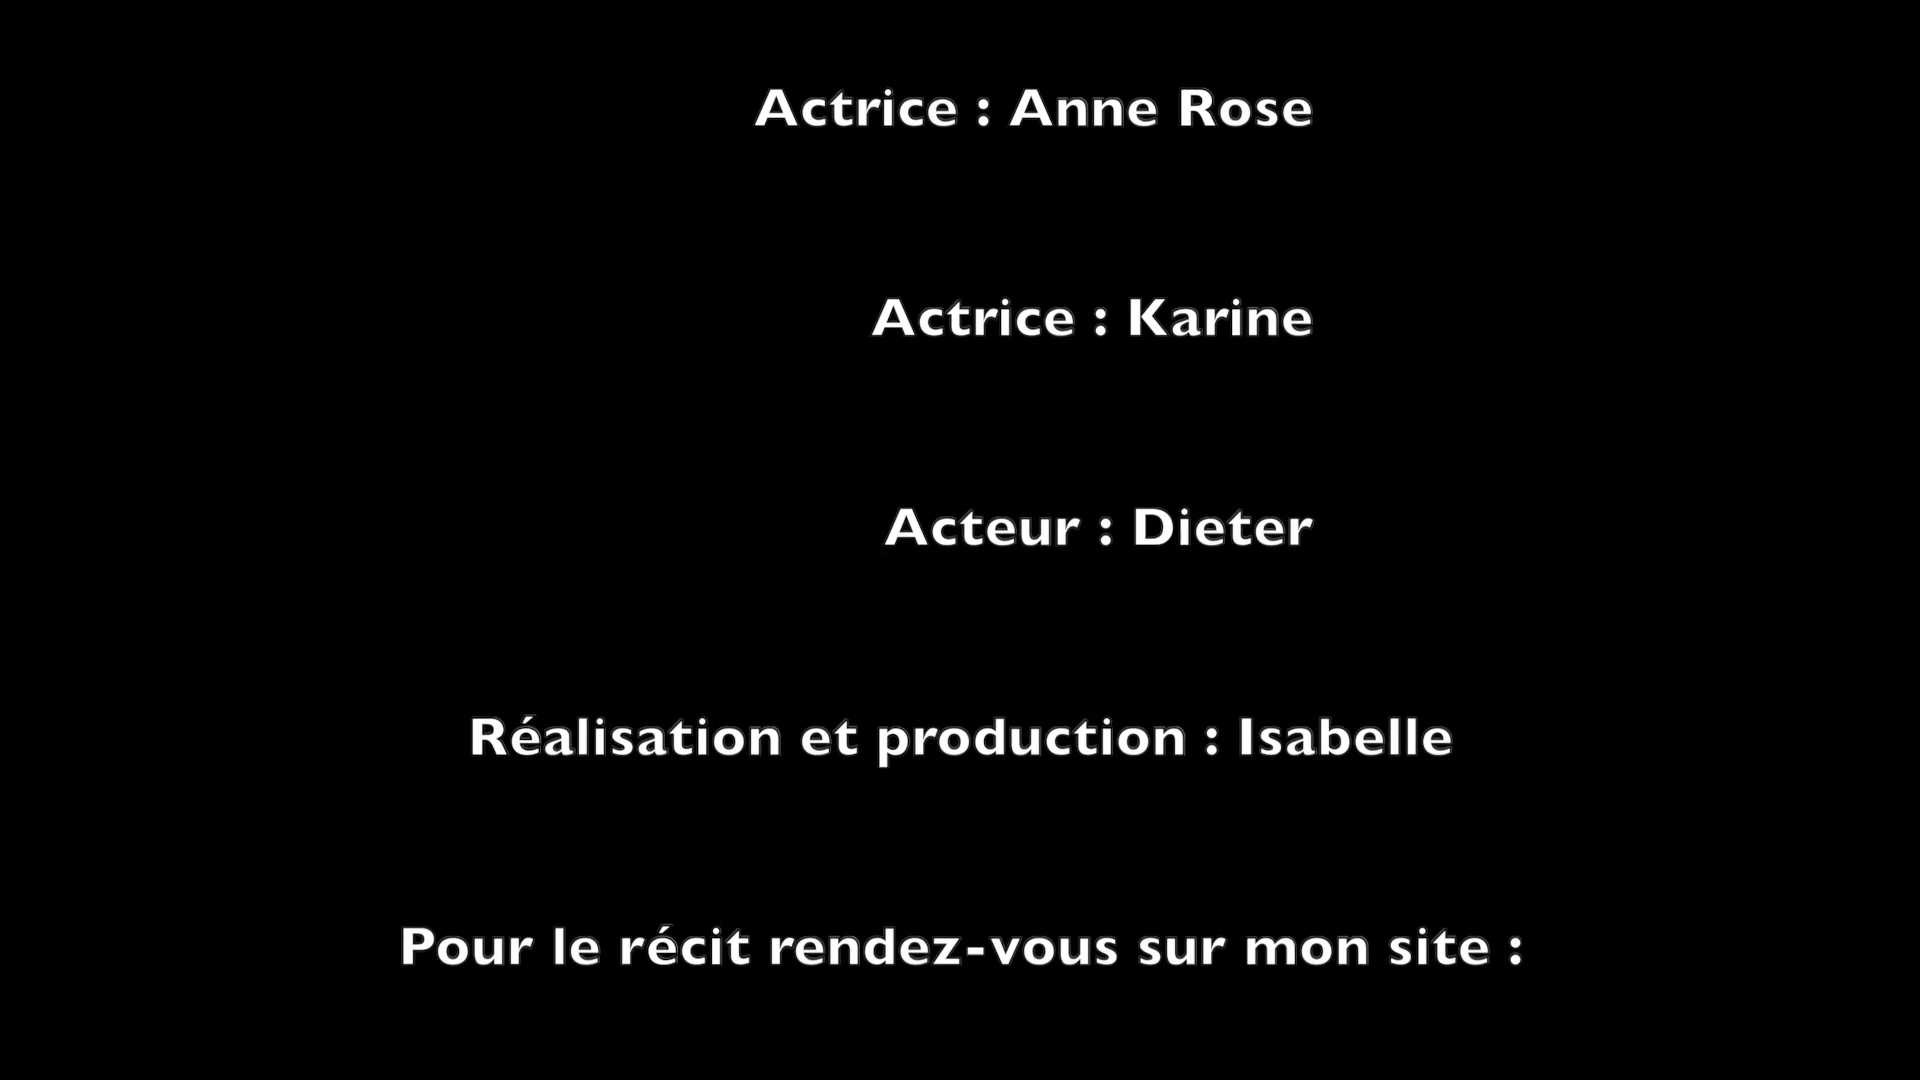 Actrice : Anne Rose
Actrice : Karine
Acteur : Dieter
Réalisation et production : Isabelle
Pour le récit rendez-vous sur mon site :